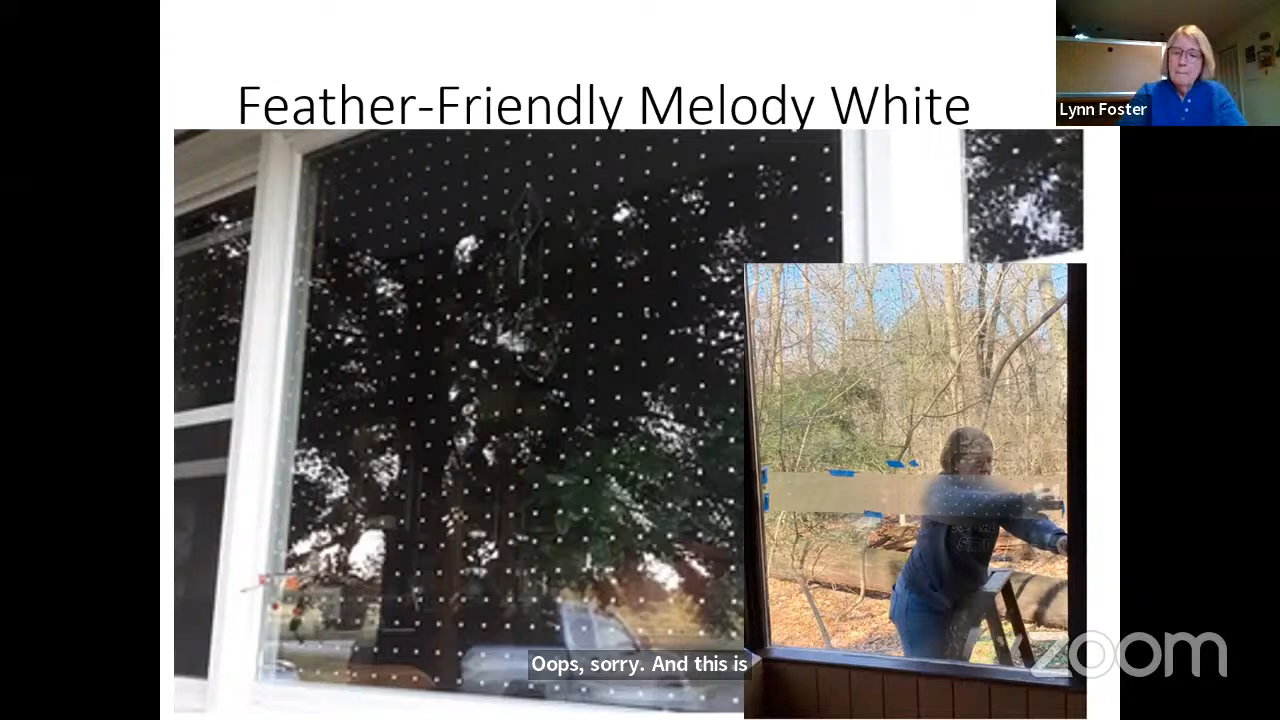 Feather-Friendly Melody White
Lynn Foster
Oops, sorry. And this is
zoom